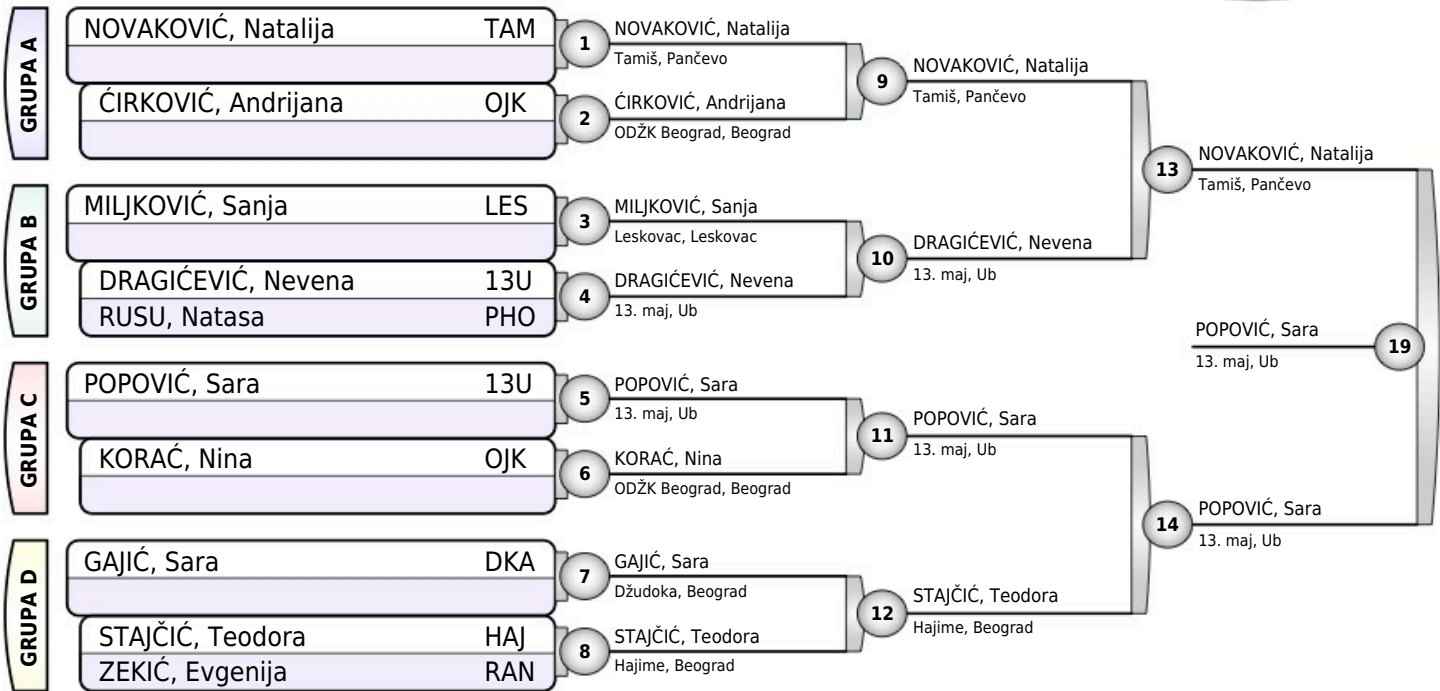 GRUPA A
NOVAKOVIĆ, Natalija TAM
ĆIRKOVIĆ, Andrijana OJK
GRUPA B
MILJKOVIĆ, Sanja LES
DRAGIĆEVIĆ, Nevena 13U
RUSU, Natasa PHO
GRUPA C
POPOVIĆ, Sara 13U
KORAĆ, Nina OJK
GRUPA D
GAJIĆ, Sara DKA
STAJČIĆ, Teodora HAJ
ZEKIĆ, Evgenija RAN
1 NOVAKOVIĆ, Natalija
Tamiš, Pančevo
2 ĆIRKOVIĆ, Andrijana
ODŽK Beograd, Beograd
3 MILJKOVIĆ, Sanja
Leskovac, Leskovac
4 DRAGIĆEVIĆ, Nevena
13. maj, Ub
5 POPOVIĆ, Sara
13. maj, Ub
6 KORAĆ, Nina
ODŽK Beograd, Beograd
7 GAJIĆ, Sara
Džudoka, Beograd
8 STAJČIĆ, Teodora
Hajime, Beograd
9 NOVAKOVIĆ, Natalija
Tamiš, Pančevo
10 DRAGIĆEVIĆ, Nevena
13. maj, Ub
11 POPOVIĆ, Sara
13. maj, Ub
12 STAJČIĆ, Teodora
Hajime, Beograd
13 NOVAKOVIĆ, Natalija
Tamiš, Pančevo
14 POPOVIĆ, Sara
13. maj, Ub
POPOVIĆ, Sara 19
13. maj, Ub